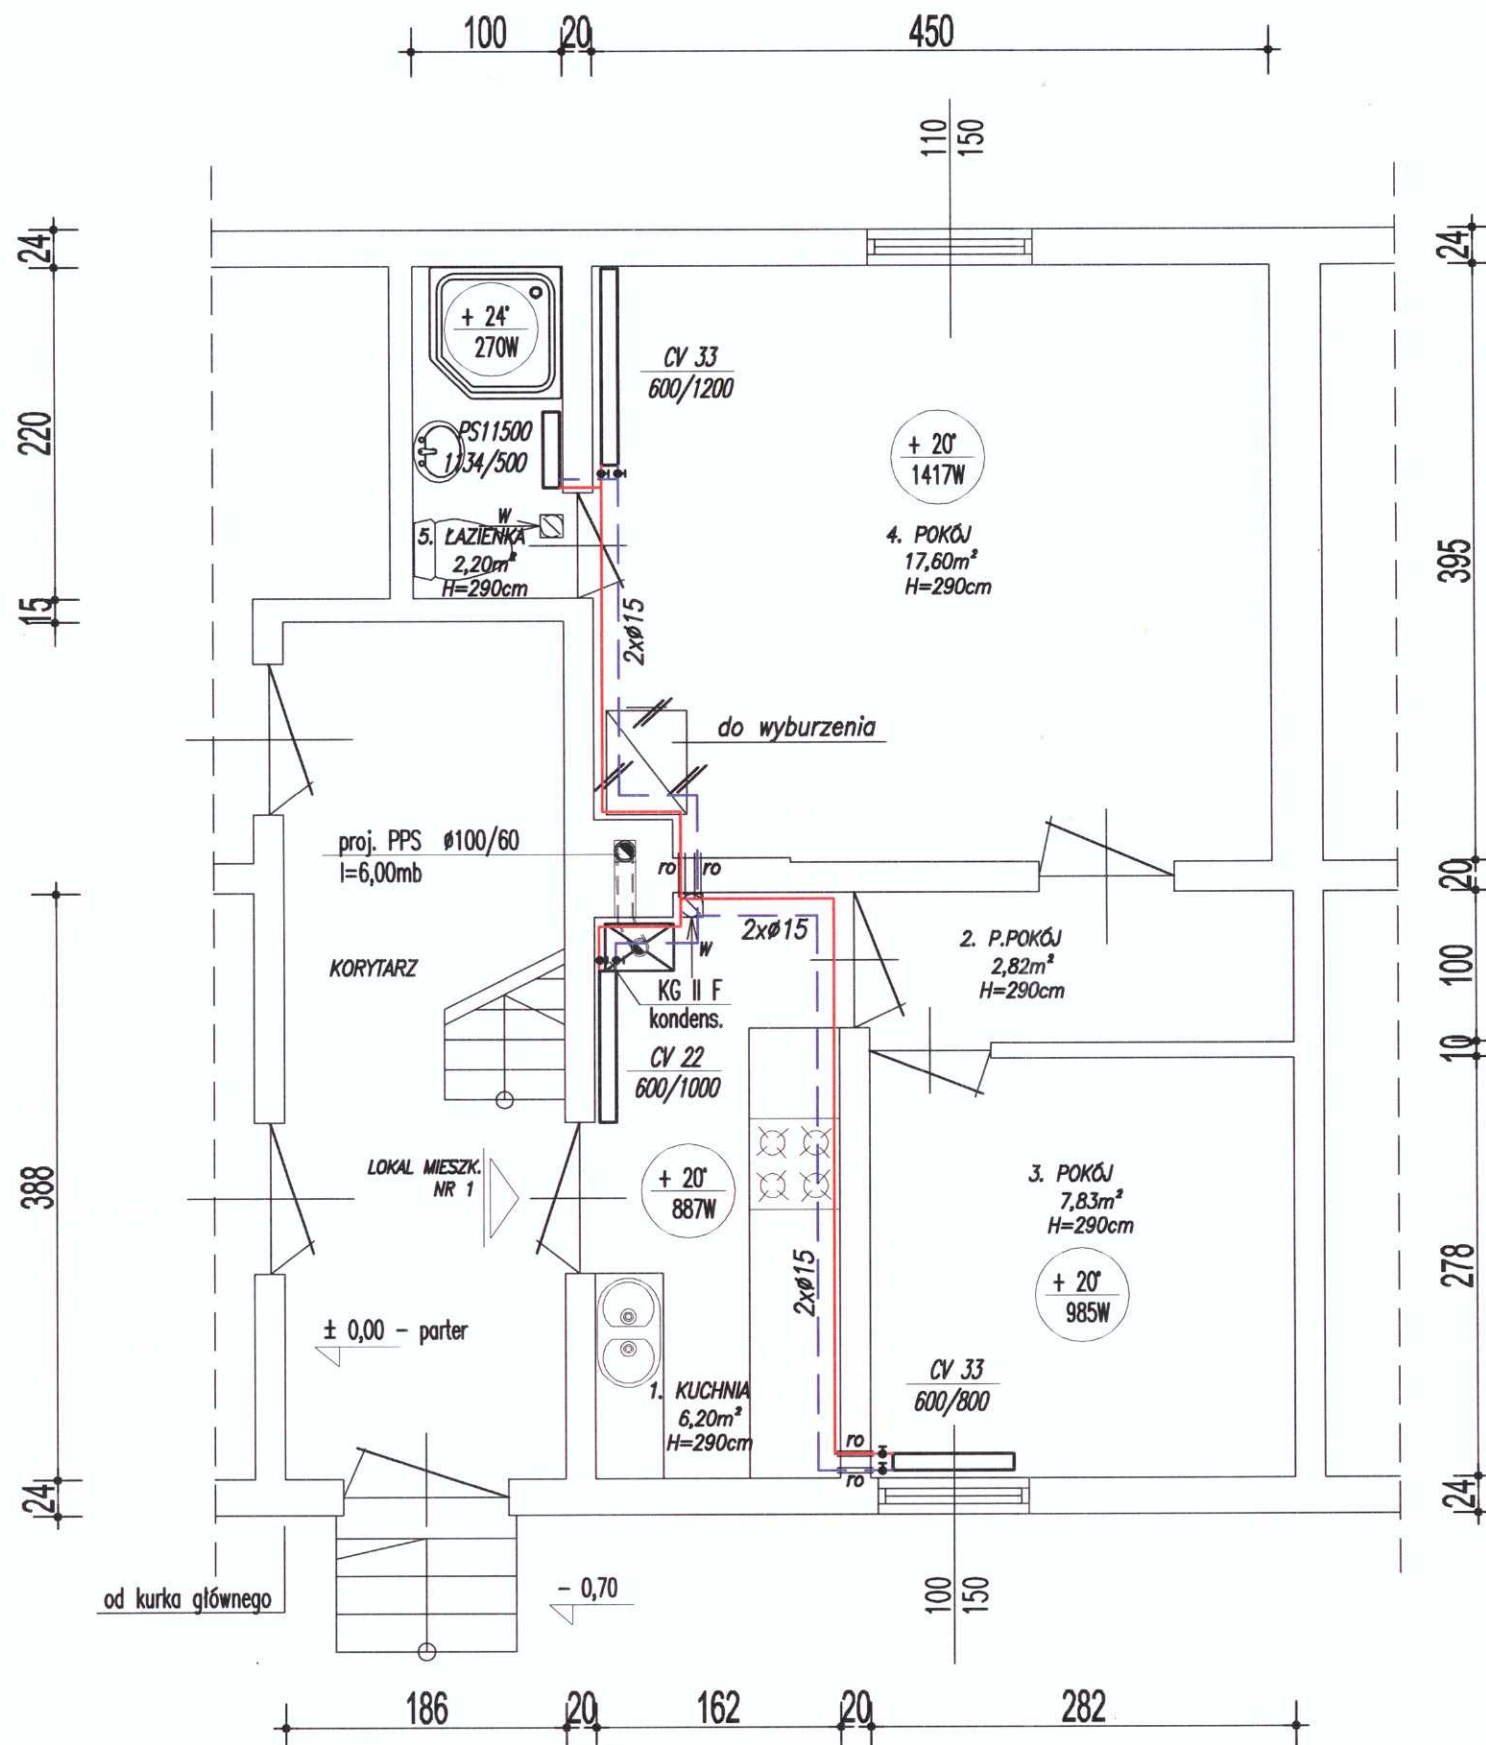 100
20
450
110
150
24
24
+ 24°
270W
CV 33
600/1200
220
PS11500
1134/500
+ 20°
1417W
W
5. ŁAZIENKA
2,20m²
H=290cm
4. POKÓJ
17,60m²
H=290cm
395
15
2xø15
do wyburzenia
proj. PPS ø100/60
l=6,00mb
ro
ro
20
2xø15
W
2. P.POKÓJ
2,82m²
H=290cm
100
KORYTARZ
KG II F
kondens.
10
CV 22
600/1000
388
LOKAL MIESZK.
NR 1
+ 20°
887W
3. POKÓJ
7,83m²
H=290cm
278
2xø15
+ 20°
985W
± 0,00 - parter
CV 33
600/800
1. KUCHNIA
6,20m²
H=290cm
ro
ro
24
24
od kurka głównego
- 0,70
100
150
186
20
162
20
282